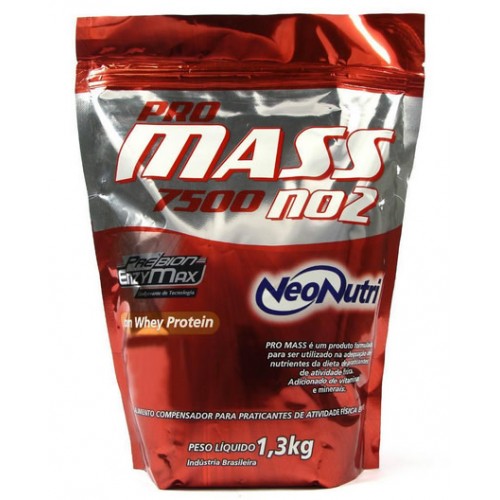 PRO
MASS
7500 NO2
PREBION
ENZYMAX
NeoNutri
Whey Protein
PRO MASS é um produto formulado
para ser utilizado na adequação de
nutrientes da dieta de praticantes
de atividade física.
Adicionado de vitaminas
e minerais.
COMPENSADOR PARA PRATICANTES DE ATIVIDADE FÍSICA
PESO LÍQUIDO 1,3kg
Indústria Brasileira